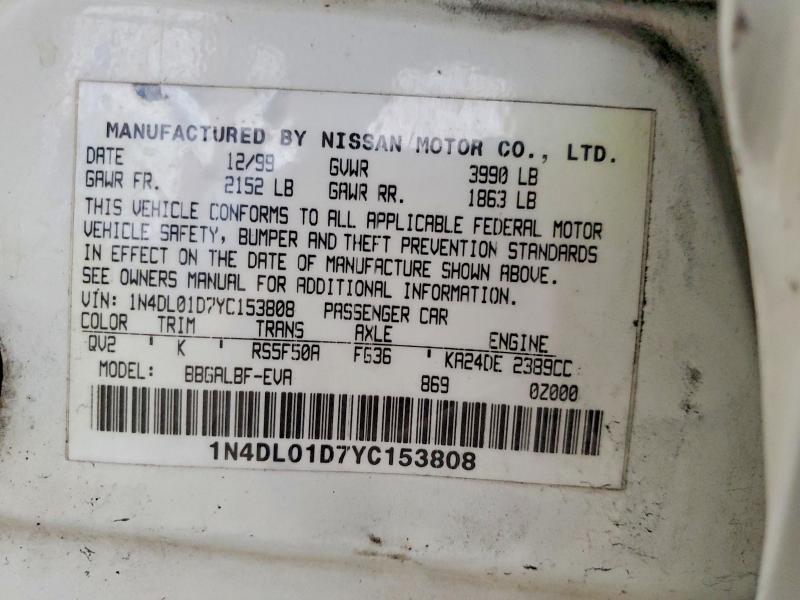 MANUFACTURED BY NISSAN MOTOR CO., LTD.
DATE 12/99 GVWR 3990 LB
GAWR FR. 2152 LB GAWR RR. 1863 LB
THIS VEHICLE CONFORMS TO ALL APPLICABLE FEDERAL MOTOR
VEHICLE SAFETY, BUMPER AND THEFT PREVENTION STANDARDS
IN EFFECT ON THE DATE OF MANUFACTURE SHOWN ABOVE.
SEE OWNERS MANUAL FOR ADDITIONAL INFORMATION.
VIN: 1N4DL01D7YC153808 PASSENGER CAR
COLOR TRIM TRANS AXLE ENGINE
QV2 ' K ' RS5F50A FG36 ' KA24DE 2389CC
MODEL: BBGALBF-EVA 869 0Z000
1N4DL01D7YC153808